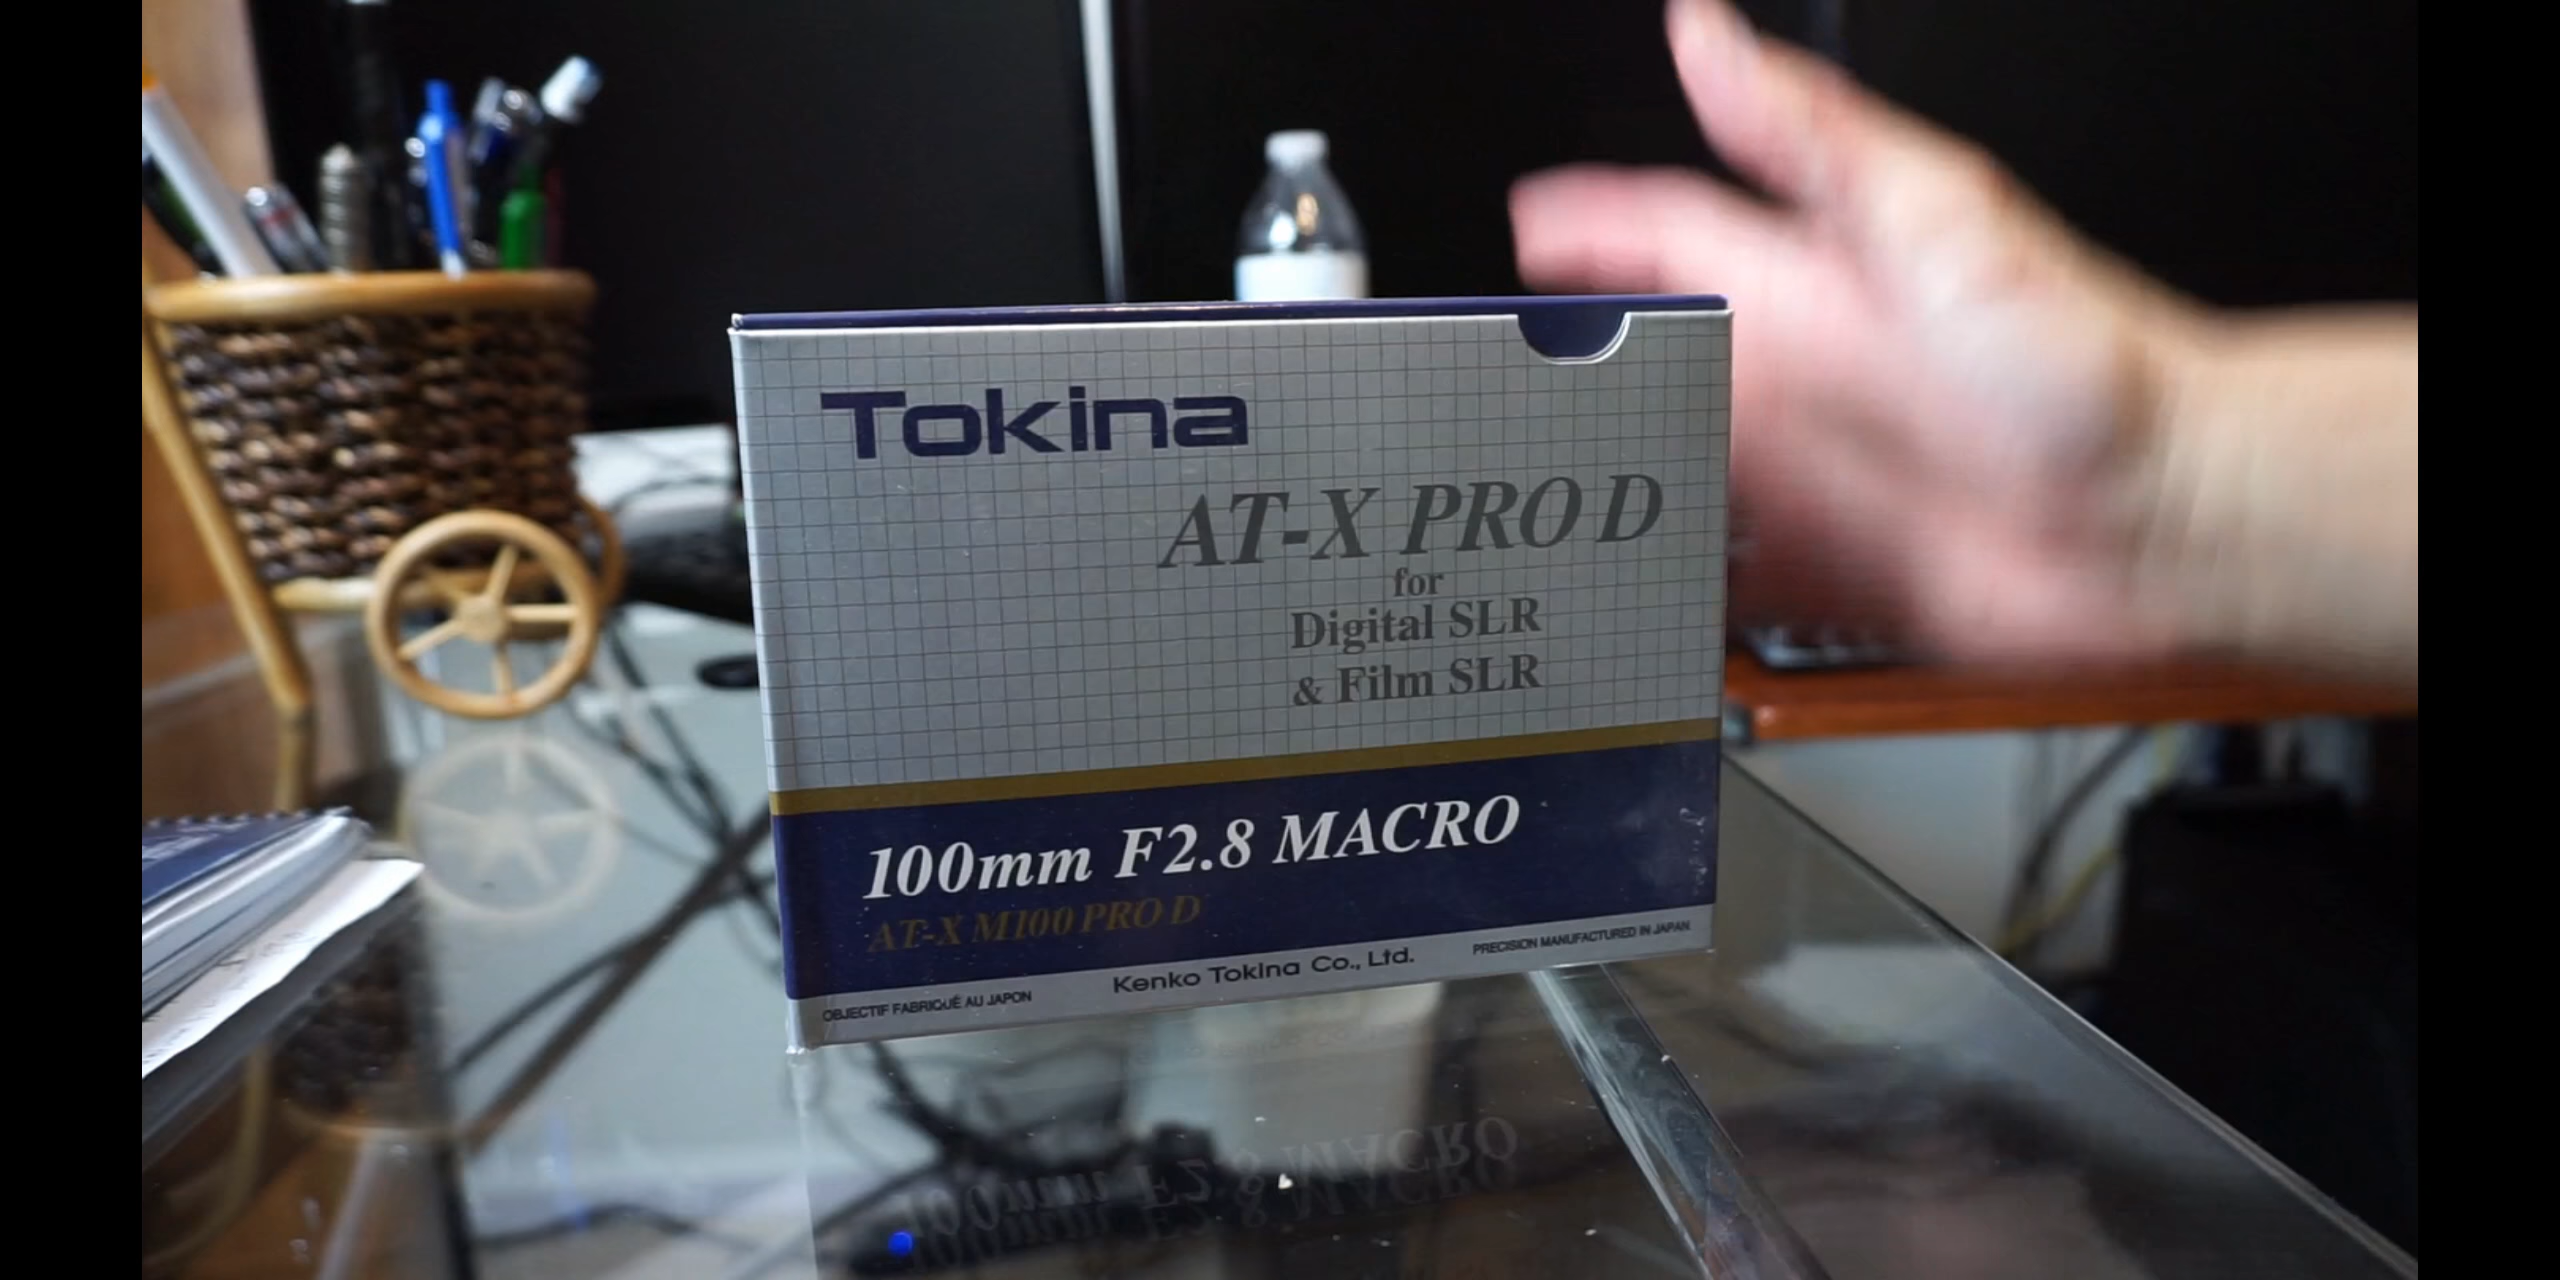 Tokina
AT-X PRO D
for
Digital SLR
& Film SLR
100mm F2.8 MACRO
AT-X M100 PRO D
OBJECTIF FABRIQUÉ AU JAPON
Kenko Tokina Co., Ltd.
PRECISION MANUFACTURED IN JAPAN